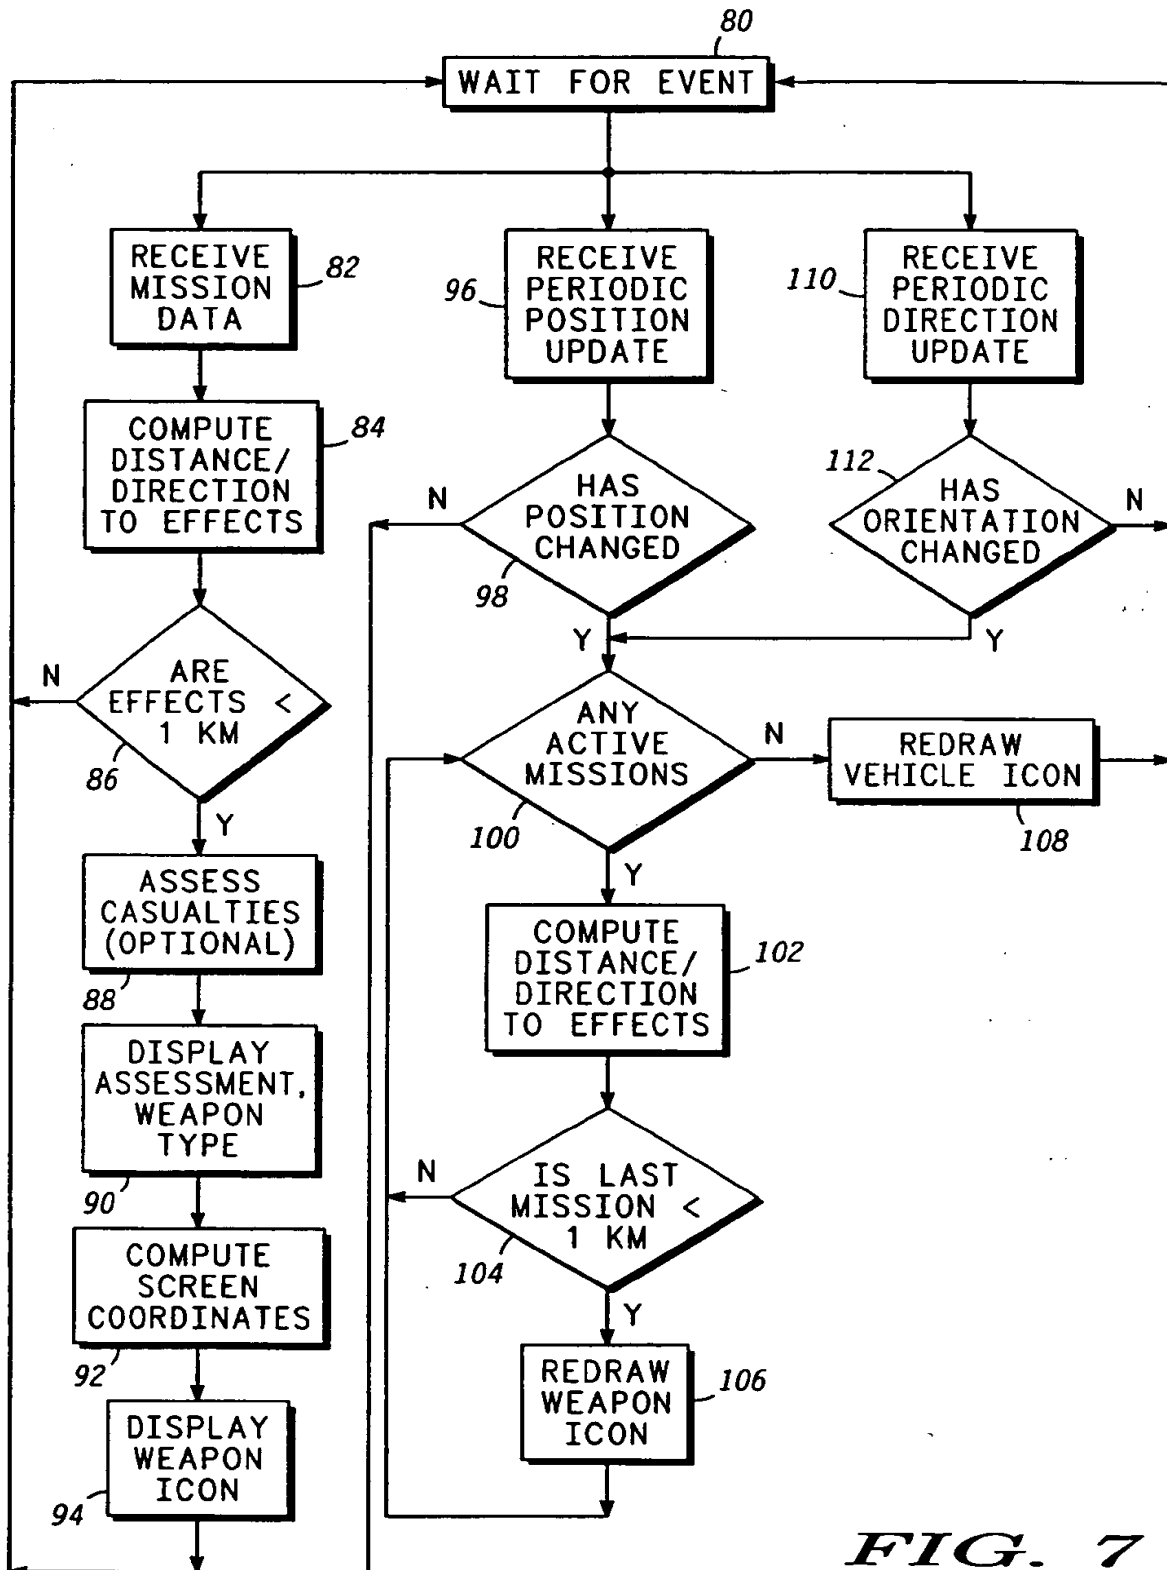 80
WAIT FOR EVENT
RECEIVE
MISSION
DATA
82
COMPUTE
DISTANCE/
DIRECTION
TO EFFECTS
84
ARE
EFFECTS <
1 KM
N
86
Y
ASSESS
CASUALTIES
(OPTIONAL)
88
DISPLAY
ASSESSMENT,
WEAPON
TYPE
90
COMPUTE
SCREEN
COORDINATES
92
DISPLAY
WEAPON
ICON
94
RECEIVE
PERIODIC
POSITION
UPDATE
96
HAS
POSITION
CHANGED
N
98
Y
ANY
ACTIVE
MISSIONS
N
100
Y
COMPUTE
DISTANCE/
DIRECTION
TO EFFECTS
102
IS LAST
MISSION <
1 KM
N
104
Y
REDRAW
WEAPON
ICON
106
RECEIVE
PERIODIC
DIRECTION
UPDATE
110
HAS
ORIENTATION
CHANGED
112
N
Y
REDRAW
VEHICLE ICON
108
FIG. 7